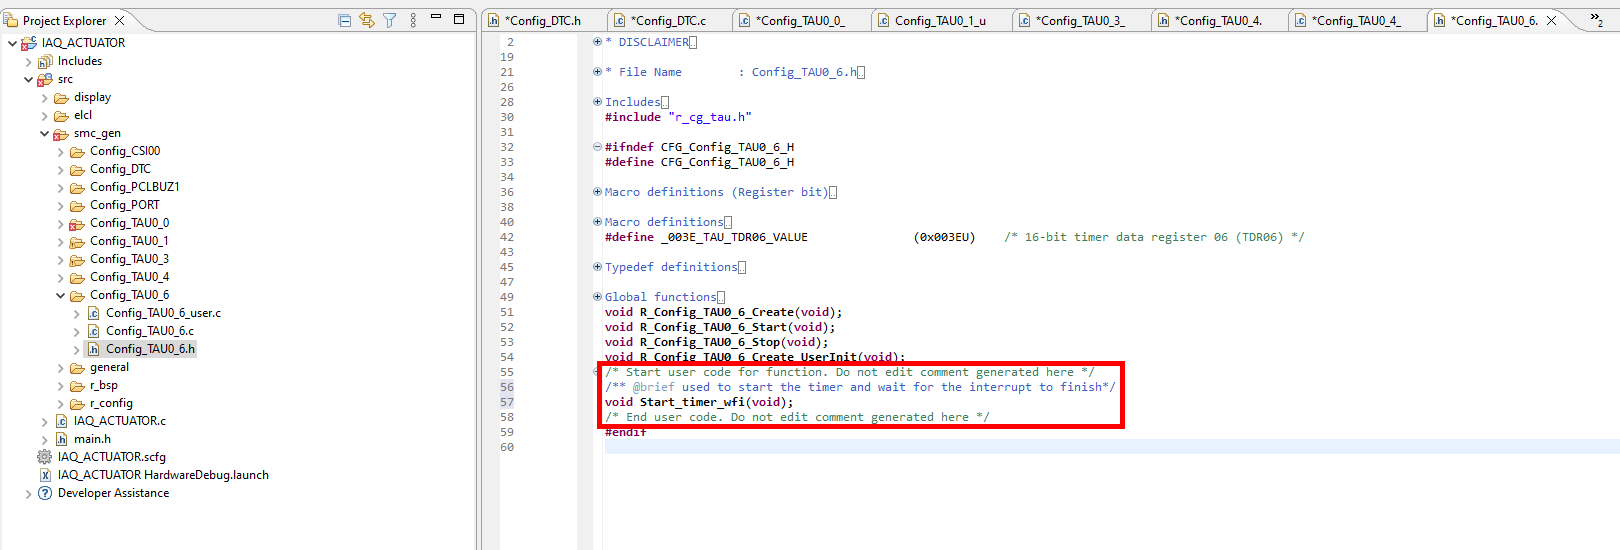 Project Explorer
IAQ_ACTUATOR
Includes
src
display
elcl
smc_gen
Config_CSI00
Config_DTC
Config_PCLBUZ1
Config_PORT
Config_TAU0_0
Config_TAU0_1
Config_TAU0_3
Config_TAU0_4
Config_TAU0_6
Config_TAU0_6_user.c
Config_TAU0_6.c
Config_TAU0_6.h
general
r_bsp
r_config
IAQ_ACTUATOR.c
main.h
IAQ_ACTUATOR.scfg
IAQ_ACTUATOR HardwareDebug.launch
Developer Assistance
*Config_DTC.h
*Config_DTC.c
*Config_TAU0_0_
Config_TAU0_1_u
*Config_TAU0_3_
*Config_TAU0_4.
*Config_TAU0_4_
*Config_TAU0_6.
»2
2 * DISCLAIMER
19
21 * File Name : Config_TAU0_6.h
26
28 Includes
30 #include "r_cg_tau.h"
31
32 #ifndef CFG_Config_TAU0_6_H
33 #define CFG_Config_TAU0_6_H
34
36 Macro definitions (Register bit)
38
40 Macro definitions
42 #define _003E_TAU_TDR06_VALUE (0x003EU) /* 16-bit timer data register 06 (TDR06) */
43
45 Typedef definitions
47
49 Global functions
51 void R_Config_TAU0_6_Create(void);
52 void R_Config_TAU0_6_Start(void);
53 void R_Config_TAU0_6_Stop(void);
54 void R_Config_TAU0_6_Create_UserInit(void);
55 /* Start user code for function. Do not edit comment generated here */
56 /** @brief used to start the timer and wait for the interrupt to finish*/
57 void Start_timer_wfi(void);
58 /* End user code. Do not edit comment generated here */
59 #endif
60